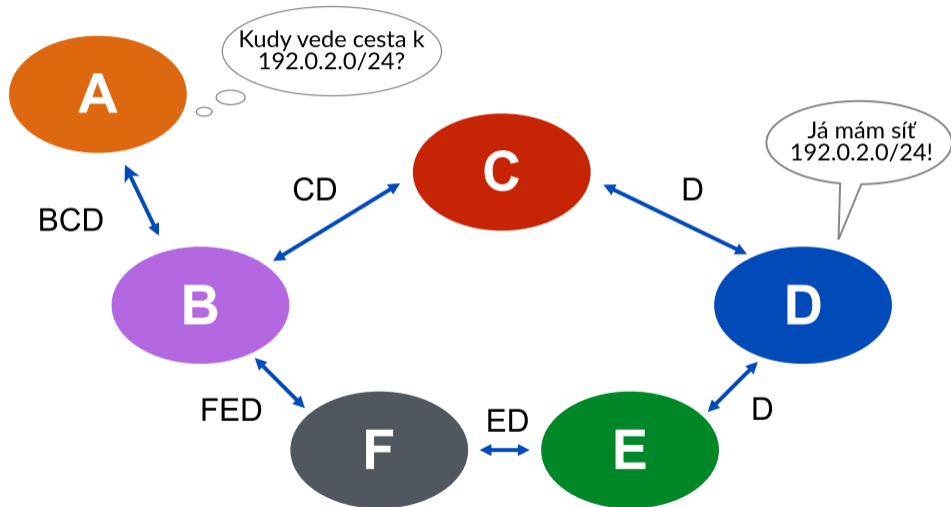 A
Kudy vede cesta k
192.0.2.0/24?
C
Já mám síť
192.0.2.0/24!
CD
D
BCD
B
D
FED
ED
D
F
E